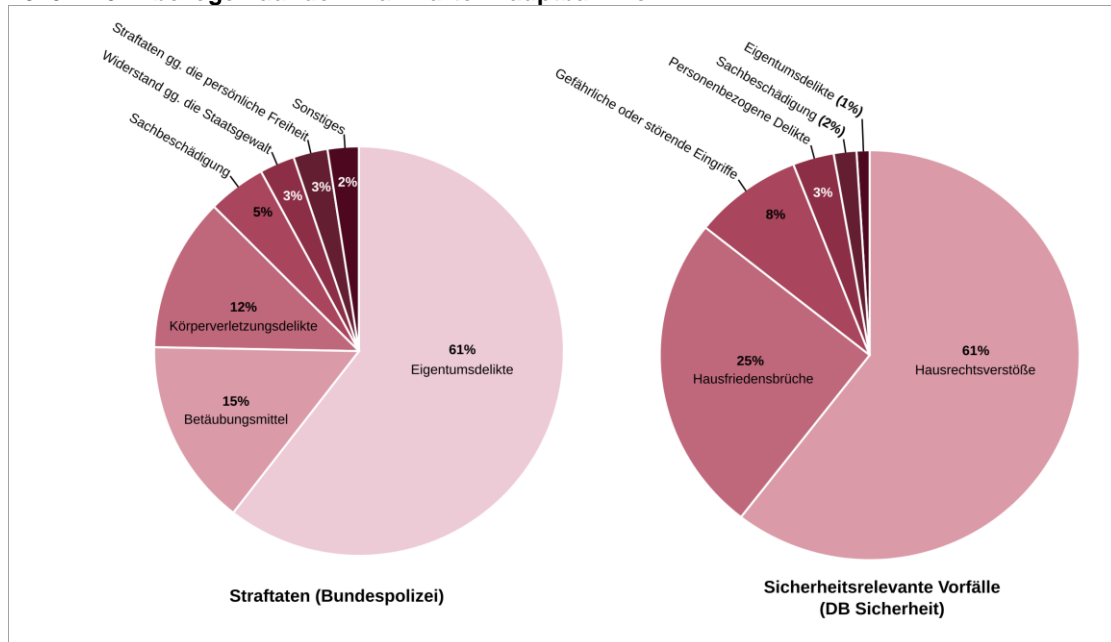 Straftaten gg. die persönliche Freiheit
Widerstand gg. die Staatsgewalt
Sachbeschädigung
Sonstiges
5%
3%
3%
2%
12%
Körperverletzungsdelikte
15%
Betäubungsmittel
61%
Eigentumsdelikte
Straftaten (Bundespolizei)
Eigentumsdelikte (1%)
Sachbeschädigung (2%)
Personenbezogene Delikte
Gefährliche oder störende Eingriffe
8%
3%
25%
Hausfriedensbrüche
61%
Hausrechtsverstöße
Sicherheitsrelevante Vorfälle
(DB Sicherheit)